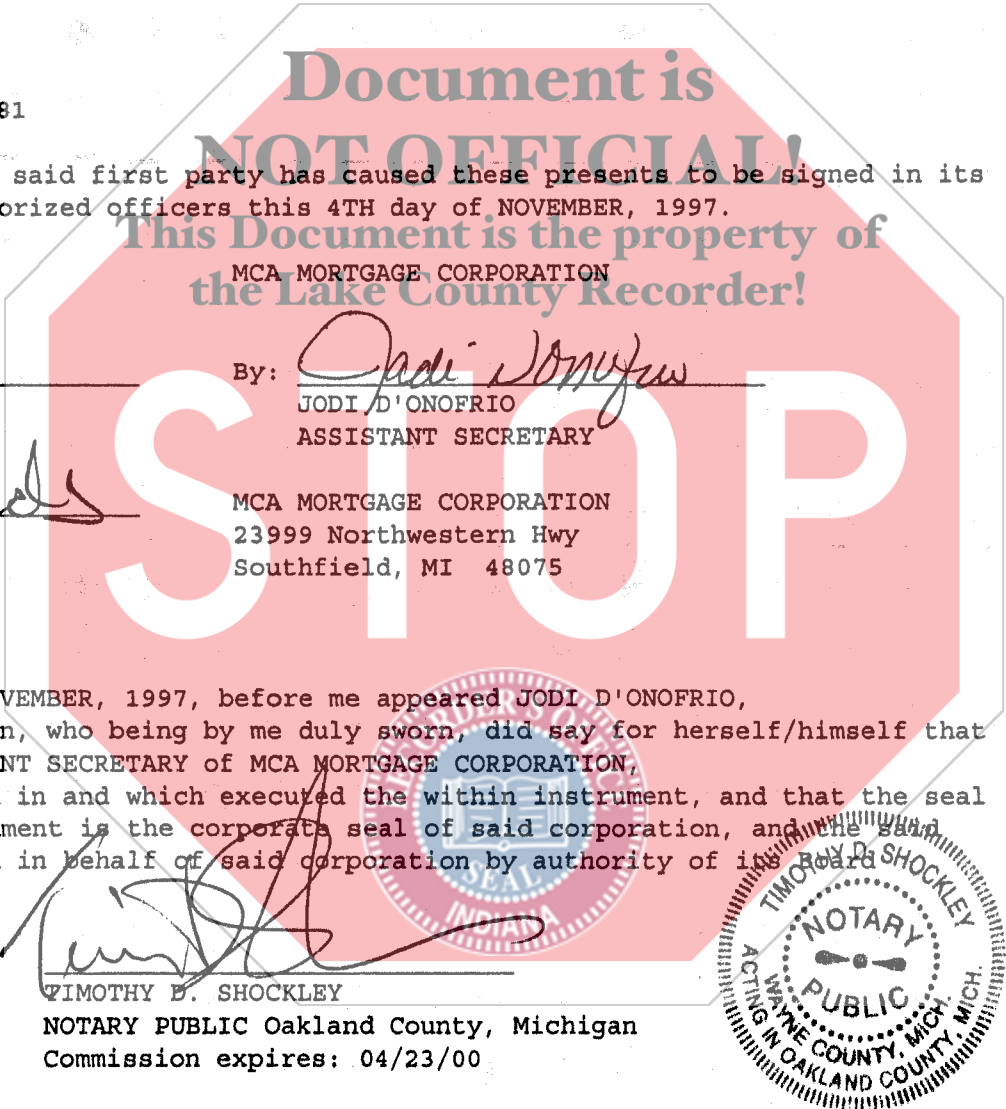 Document is
81
NOT OFFICIAL!
said first party has caused these presents to be signed in its
orized officers this 4TH day of NOVEMBER, 1997.
This Document is the property of
MCA MORTGAGE CORPORATION
the Lake County Recorder!
By: Jodi D'Onofrio
JODI D'ONOFRIO
ASSISTANT SECRETARY
STOP
MCA MORTGAGE CORPORATION
23999 Northwestern Hwy
Southfield, MI 48075
VEMBER, 1997, before me appeared JODI D'ONOFRIO,
n, who being by me duly sworn, did say for herself/himself that
NT SECRETARY of MCA MORTGAGE CORPORATION,
in and which executed the within instrument, and that the seal
ment is the corporate seal of said corporation, and the said
in behalf of said corporation by authority of its Board
RECORDER'S OFFICE
SEAL
INDIANA
TIMOTHY D. SHOCKLEY
NOTARY PUBLIC Oakland County, Michigan
Commission expires: 04/23/00
TIMOTHY D. SHOCKLEY
NOTARY
PUBLIC
WAYNE COUNTY, MICH.
ACTING IN OAKLAND COUNTY, MICH.